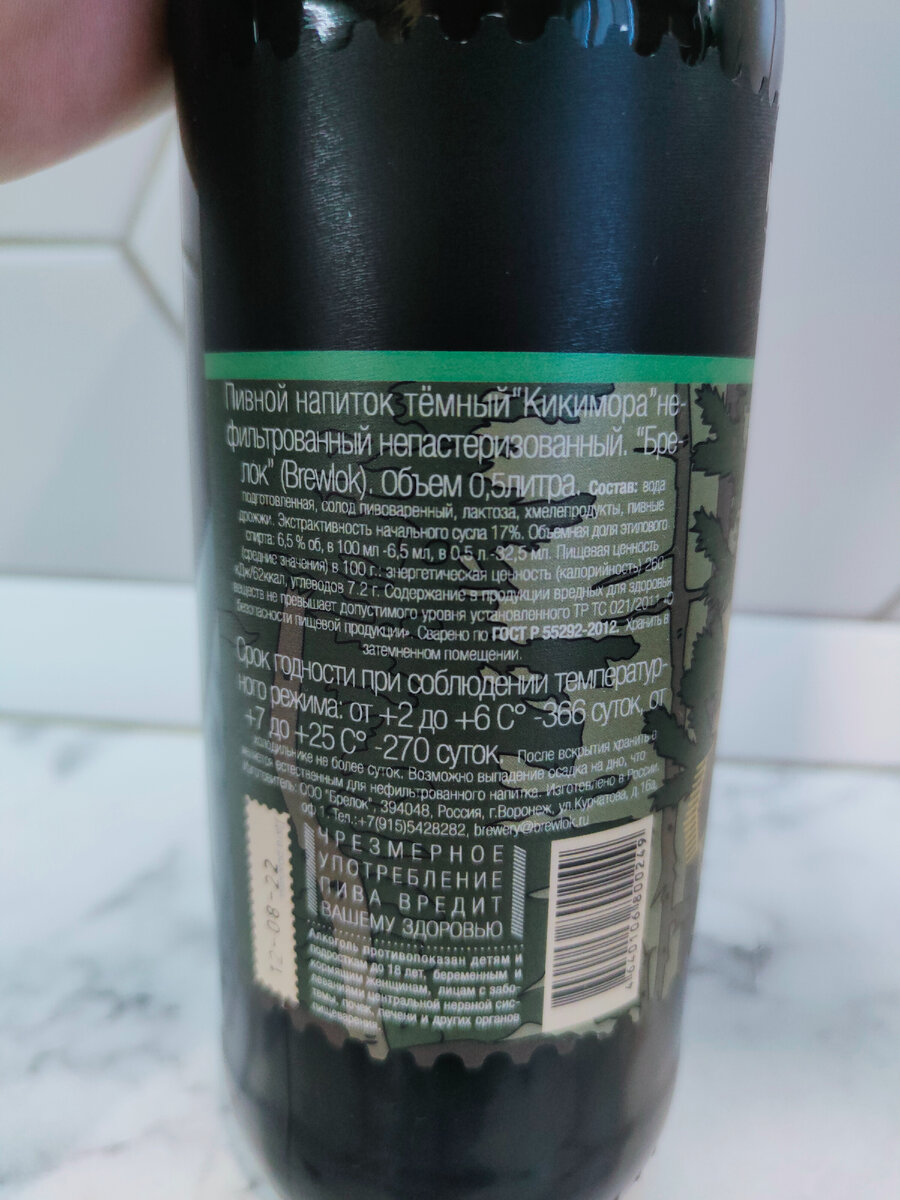 Пивной напиток тёмный "Кикимора" не-
фильтрованный непастеризованный. "Бре-
лок" (Brewlok). Объем 0,5литра. Состав: вода
подготовленная, солод пивоваренный, лактоза, хмелепродукты, пивные
дрожжи. Экстрактивность начального сусла 17%. Объемная доля этилового
спирта: 6,5 % об, в 100 мл -6,5 мл, в 0,5 л -32,5 мл. Пищевая ценность
(средние значения) в 100 г.: энергетическая ценность (калорийность) 260
кДж/62ккал, углеводов 7.2 г. Содержание в продукции вредных для здоровья
веществ не превышает допустимого уровня установленного ТР ТС 021/2011 «О
безопасности пищевой продукции». Сварено по ГОСТ Р 55292-2012. Хранить в
затемненном помещении.
Срок годности при соблюдении температур-
ного режима: от +2 до +6 С° -366 суток, от
+7 до +25 С° -270 суток. После вскрытия хранить в
холодильнике не более суток. Возможно выпадение осадка на дно, что
является естественным для нефильтрованного напитка. Изготовлено в России.
Изготовитель: ООО "Брелок", 394048, Россия, г.Воронеж, ул.Курчатова, д.16а,
оф. 1. Тел.:+7(915)5428282, brewery@brewlok.ru
ЧРЕЗМЕРНОЕ
УПОТРЕБЛЕНИЕ
ПИВА ВРЕДИТ
ВАШЕМУ ЗДОРОВЬЮ
Алкоголь противопоказан детям и
подросткам до 18 лет, беременным и
кормящим женщинам, лицам с забо-
леваниями центральной нервной сис-
темы, почек, печени и других органов
пищеварения.
12-08-22
4640106800249